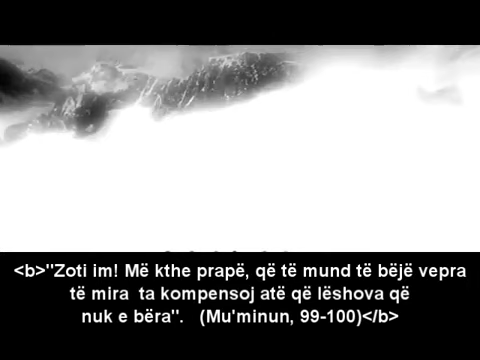 <b>"Zoti im! Më kthe prapë, që të mund të bëjë vepra
të mira  ta kompensoj atë që lëshova që
nuk e bëra".   (Mu'minun, 99-100)</b>